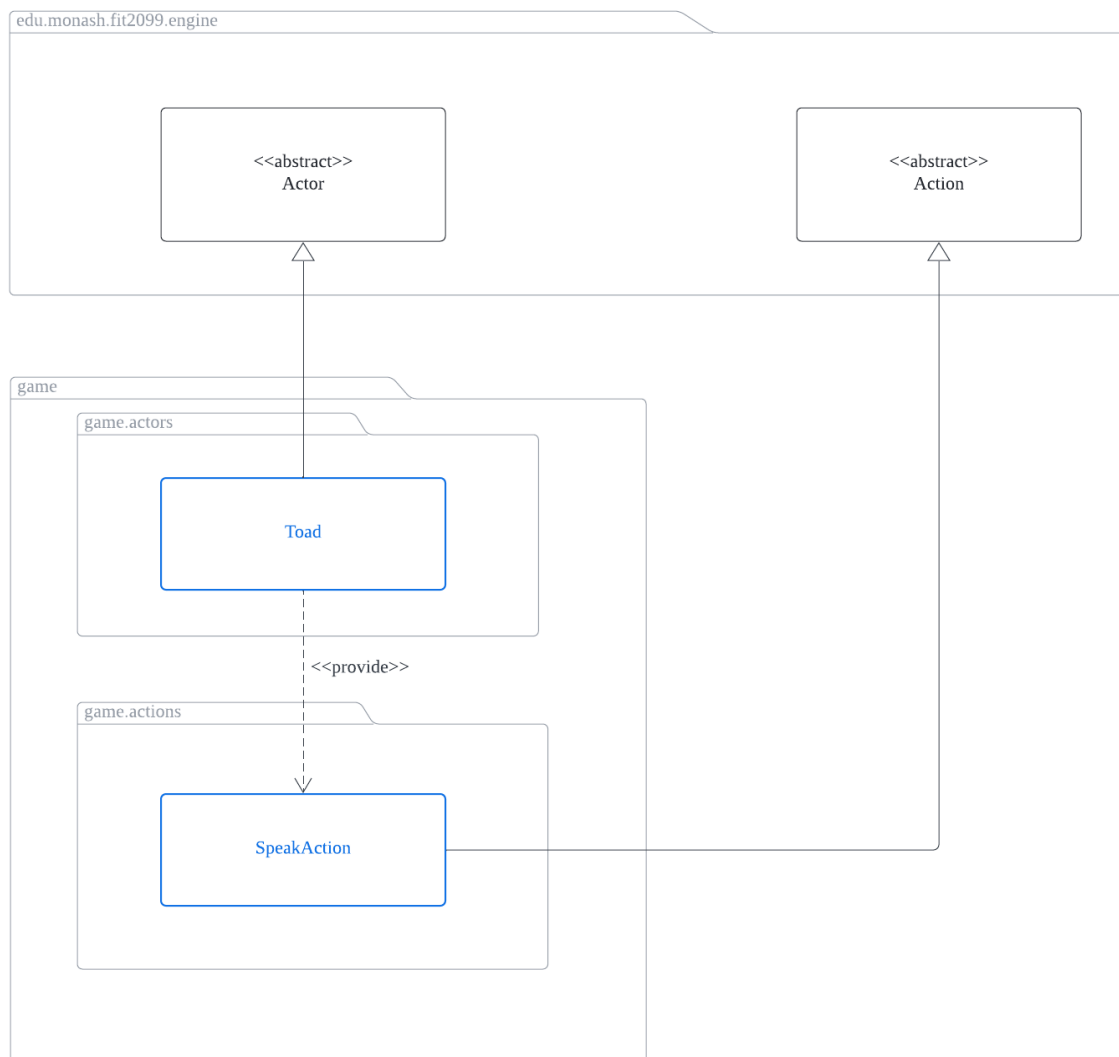 edu.monash.fit2099.engine
<<abstract>>
Actor
<<abstract>>
Action
game
game.actors
Toad
<<provide>>
game.actions
SpeakAction